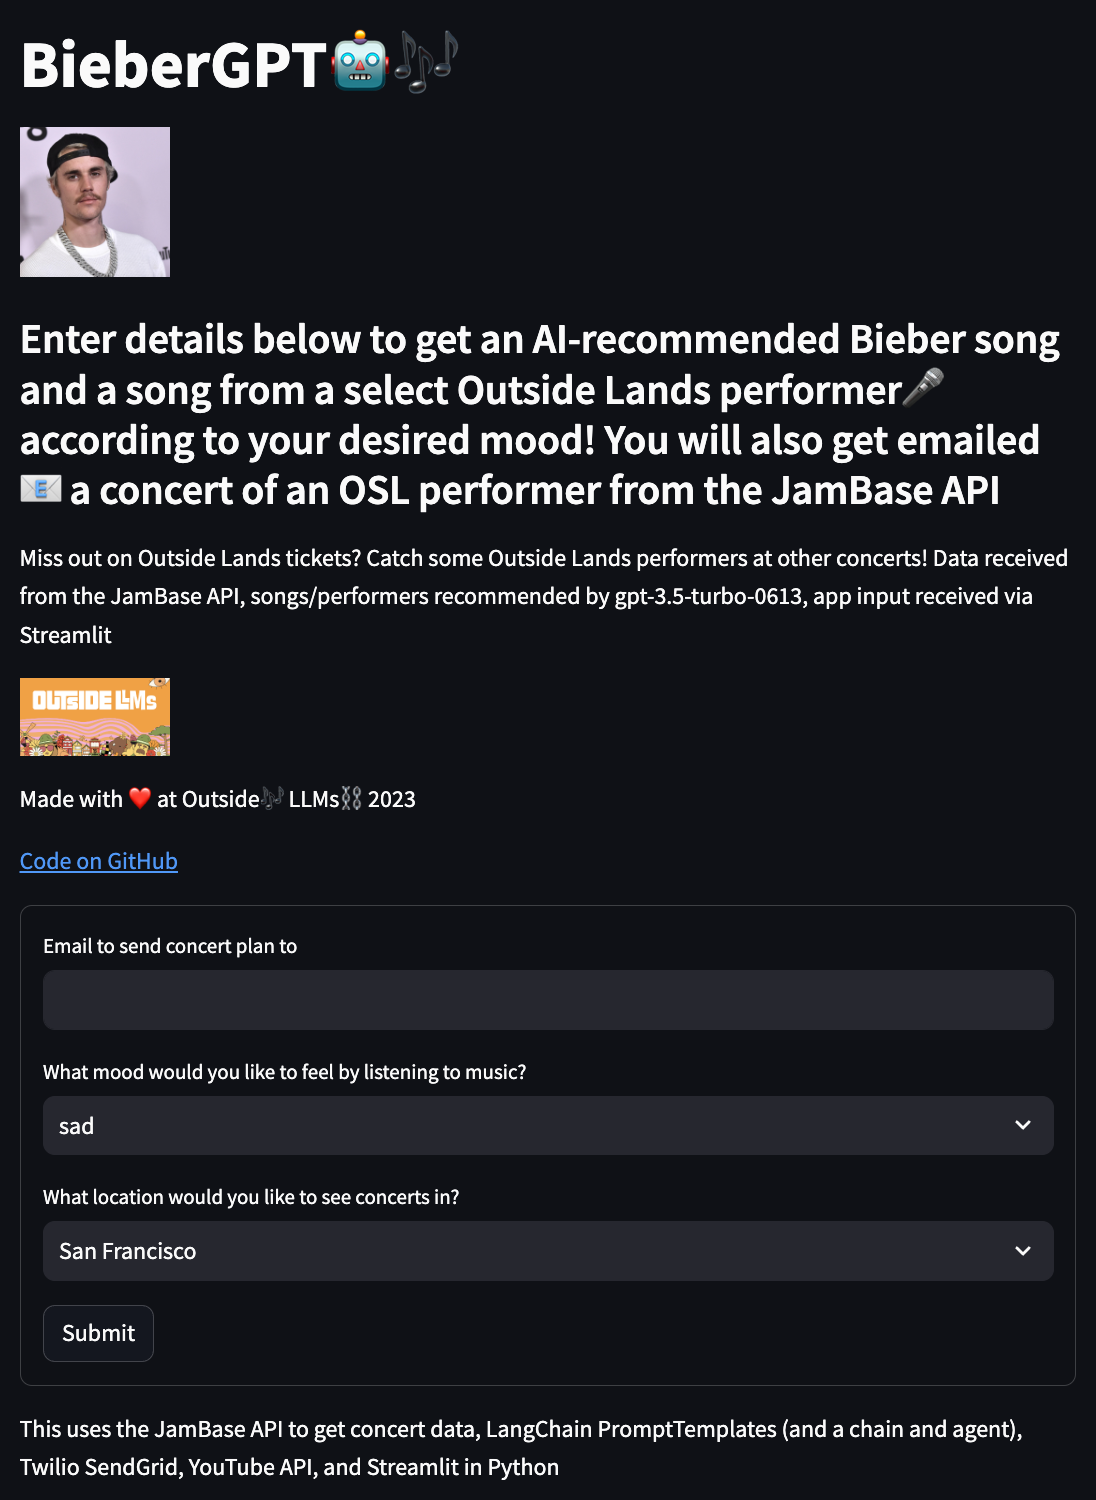 BieberGPT🤖🎶
Enter details below to get an AI-recommended Bieber song
and a song from a select Outside Lands performer🎤
according to your desired mood! You will also get emailed
📧 a concert of an OSL performer from the JamBase API
Miss out on Outside Lands tickets? Catch some Outside Lands performers at other concerts! Data received
from the JamBase API, songs/performers recommended by gpt-3.5-turbo-0613, app input received via
Streamlit
OUTSIDE LLMs
Made with ❤️ at Outside🎶 LLMs⛓️ 2023
Code on GitHub
Email to send concert plan to
What mood would you like to feel by listening to music?
sad
What location would you like to see concerts in?
San Francisco
Submit
This uses the JamBase API to get concert data, LangChain PromptTemplates (and a chain and agent),
Twilio SendGrid, YouTube API, and Streamlit in Python